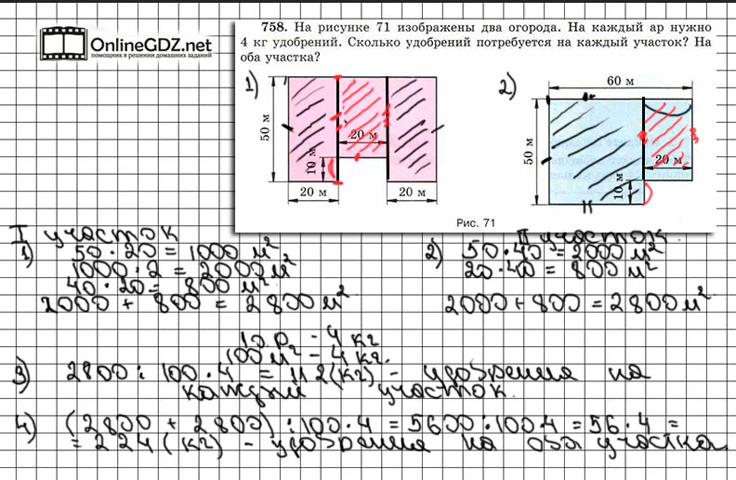 OnlineGDZ.net
помощник в решении домашних заданий
758. На рисунке 71 изображены два огорода. На каждый ар нужно
4 кг удобрений. Сколько удобрений потребуется на каждый участок? На
оба участка?
1)
50 м
20 м
10 м
20 м
20 м
2)
60 м
50 м
20 м
10 м
Рис. 71
I участок
1) 50 · 20 = 1000 м²
1000 · 2 = 2000 м²
40 · 20 = 800 м²
2000 + 800 = 2800 м²
II участок
2) 50 · 40 = 2000 м²
20 · 40 = 800 м²
2000 + 800 = 2800 м²
1 а. - 4 кг
100 м² - 4 кг.
3) 2800 : 100 · 4 = 112 (кг) - удобрения на
каждый участок.
4) (2800 + 2800) : 100 · 4 = 5600 : 100 · 4 = 56 · 4 =
= 224 (кг) - удобрения на оба участка